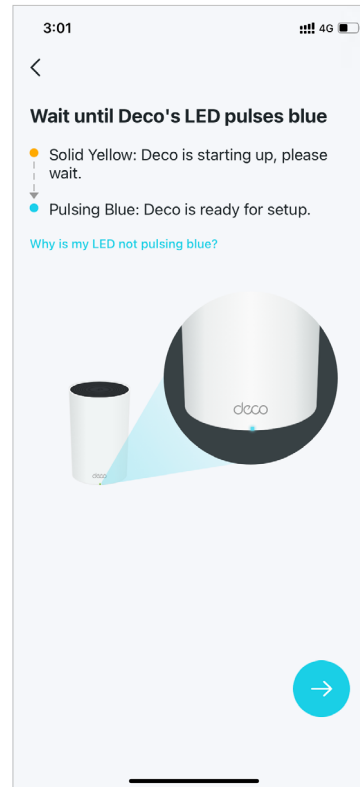 3:01
4G
Wait until Deco's LED pulses blue
Solid Yellow: Deco is starting up, please
wait.
Pulsing Blue: Deco is ready for setup.
Why is my LED not pulsing blue?
deco
deco